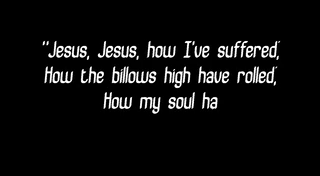 "Jesus, Jesus, how I've suffered,'
How the billows high have rolled,'
How my soul ha